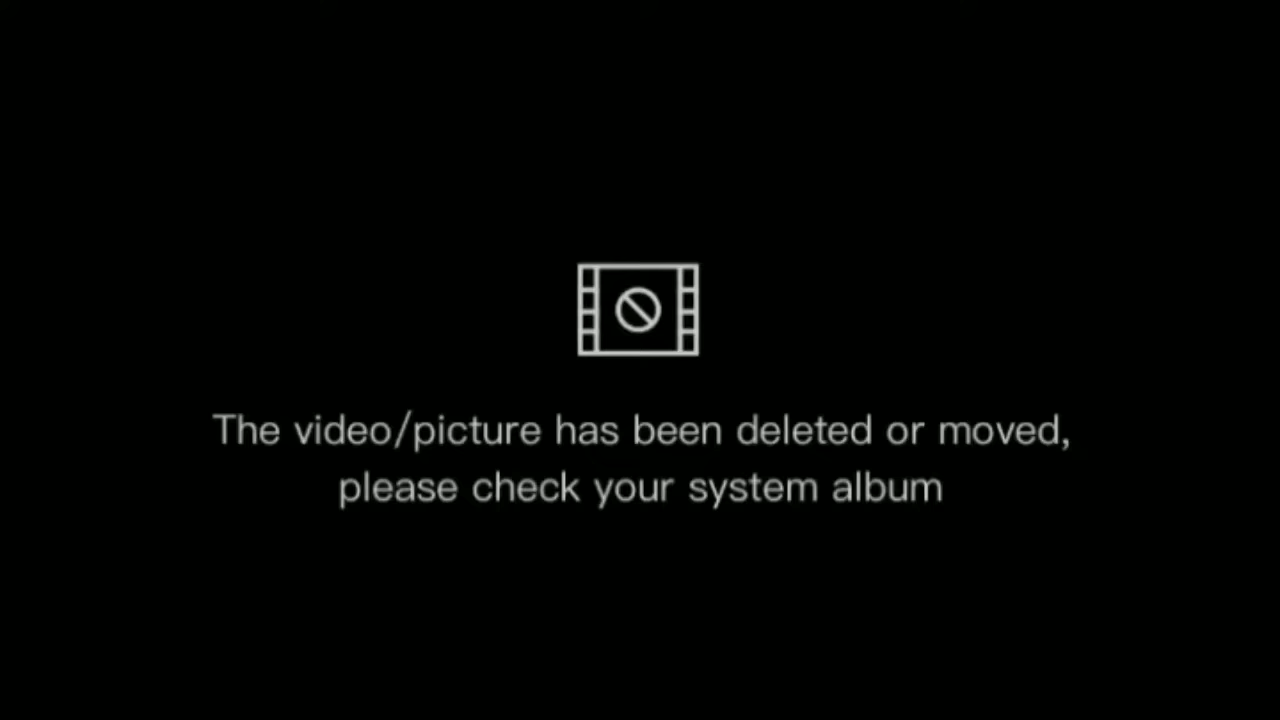 The video/picture has been deleted or moved,
please check your system album